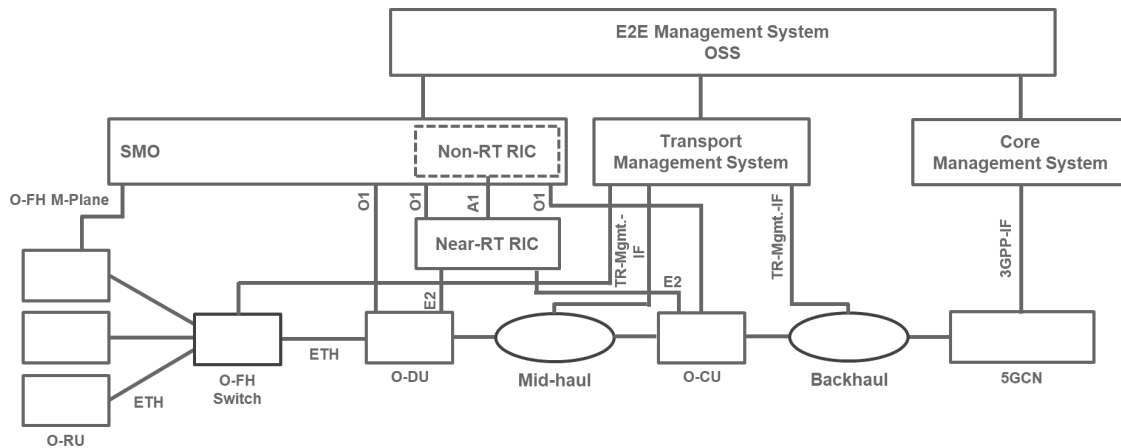 E2E Management System
OSS
SMO
Non-RT RIC
Transport
Management System
Core
Management System
O-FH M-Plane
O1
O1
A1
O1
TR-Mgmt.-
IF
TR-Mgmt.-IF
3GPP-IF
Near-RT RIC
E2
E2
ETH
O-DU
Mid-haul
O-CU
Backhaul
5GCN
O-FH
Switch
ETH
O-RU